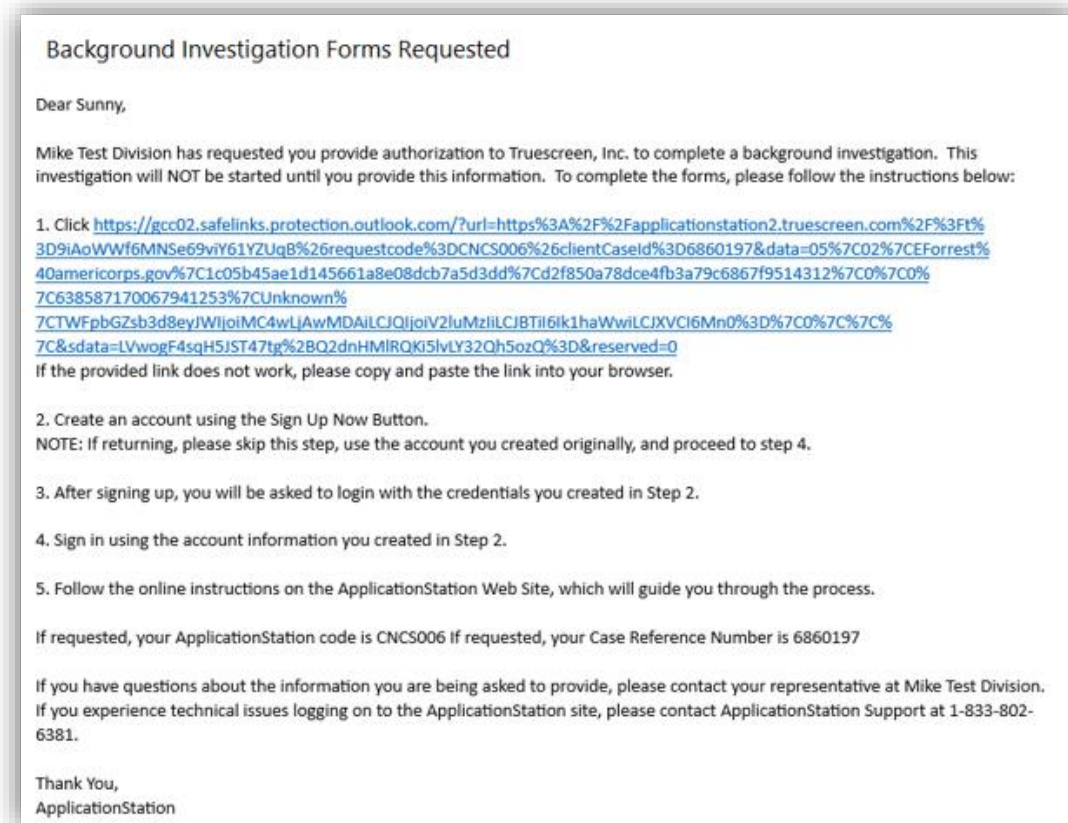 Background Investigation Forms Requested
Dear Sunny,
Mike Test Division has requested you provide authorization to Truescreen, Inc. to complete a background investigation.  This
investigation will NOT be started until you provide this information.  To complete the forms, please follow the instructions below:
1. Click https://gcc02.safelinks.protection.outlook.com/?url=https%3A%2F%2Fapplicationstation2.truescreen.com%2F%3Ft%
3D9iAoWWf6MNSe69viY61YZUqB%26requestcode%3DCNCS006%26clientCaseId%3D6860197&data=05%7C02%7CEForrest%
40americorps.gov%7C1c05b45ae1d145661a8e08dcb7a5d3dd%7Cd2f850a78dce4fb3a79c6867f9514312%7C0%7C0%
7C638587170067941253%7CUnknown%
7CTWFpbGZsb3d8eyJWIjoiMC4wLjAwMDAiLCJQIjoiV2luMzIiLCJBTiI6Ik1haWwiLCJXVCI6Mn0%3D%7C0%7C%7C%
7C&sdata=LVwogF4sqH5JST47tg%2BQ2dnHMlRQKi5lvLY32Qh5ozQ%3D&reserved=0
If the provided link does not work, please copy and paste the link into your browser.
2. Create an account using the Sign Up Now Button.
NOTE: If returning, please skip this step, use the account you created originally, and proceed to step 4.
3. After signing up, you will be asked to login with the credentials you created in Step 2.
4. Sign in using the account information you created in Step 2.
5. Follow the online instructions on the ApplicationStation Web Site, which will guide you through the process.
If requested, your ApplicationStation code is CNCS006 If requested, your Case Reference Number is 6860197
If you have questions about the information you are being asked to provide, please contact your representative at Mike Test Division.
If you experience technical issues logging on to the ApplicationStation site, please contact ApplicationStation Support at 1-833-802-
6381.
Thank You,
ApplicationStation